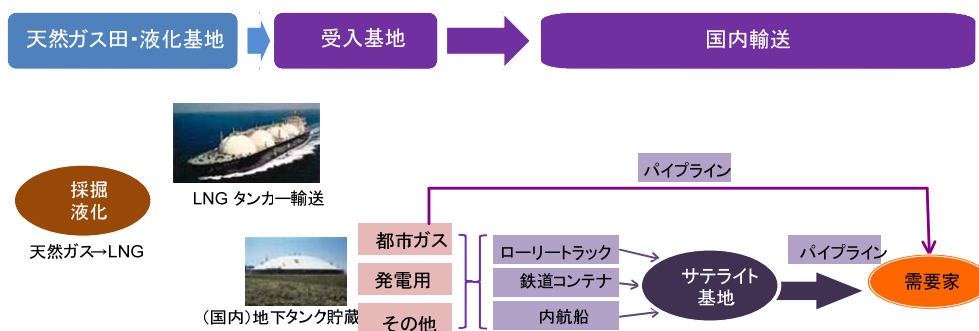 天然ガス田・液化基地
受入基地
国内輸送
パイプライン
採掘
液化
天然ガス→LNG
LNG タンカー輸送
都市ガス
発電用
その他
(国内)地下タンク貯蔵
ローリートラック
鉄道コンテナ
内航船
サテライト
基地
パイプライン
需要家